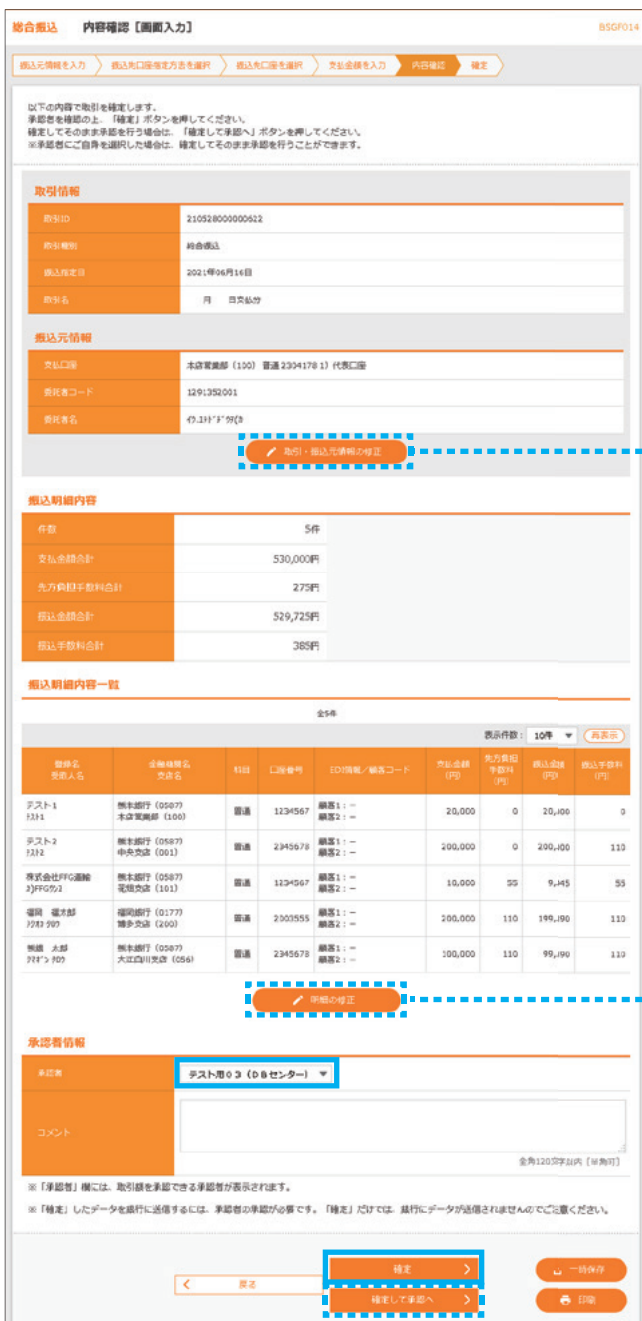 総合振込 内容確認［画面入力］ BSGF014
振込元情報を入力 振込先口座指定方法を選択 振込先口座を選択 支払金額を入力 内容確認 確定
以下の内容で取引を確定します。
承認者を確認の上、「確定」ボタンを押してください。
確定してそのまま承認を行う場合は、「確定して承認へ」ボタンを押してください。
※承認者にご自身を選択した場合は、確定してそのまま承認を行うことができます。
取引情報
取引ID 210528000000622
取引種別 総合振込
振込指定日 2021年06月16日
取引名 月 日支払分
振込元情報
支払口座 本店営業部（100） 普通 2304178 1）代表口座
委託者コード 1291352001
委託者名
取引・振込元情報の修正
振込明細内容
件数 5件
支払金額合計 530,000円
先方負担手数料合計 275円
振込金額合計 529,725円
振込手数料合計 385円
振込明細内容一覧
全5件
表示件数： 10件 ▼ 再表示
登録名 金融機関名 科目 口座番号 EDI情報／顧客コード 支払金額 先方負担 振込金額 振込手数料
受取人名 支店名 （円） 手数料 （円） （円）
（円）
テスト1 熊本銀行（0587） 普通 1234567 顧客1：－ 20,000 0 0
ﾃｽﾄ1 本店営業部（100） 顧客2：－
テスト2 熊本銀行（0587） 普通 2345678 顧客1：－ 200,000 0 110
ﾃｽﾄ2 中央支店（001） 顧客2：－
株式会社FFG運輸 熊本銀行（0587） 普通 1234567 顧客1：－ 10,000 55 55
花畑支店（101） 顧客2：－
福岡 福太郎 福岡銀行（0177） 普通 2003555 顧客1：－ 200,000 110 110
博多支店（200） 顧客2：－
熊本銀行（0587） 普通 2345678 顧客1：－ 100,000 110 110
大江白川支店（056） 顧客2：－
明細の修正
承認者情報
承認者 テスト用03（DBセンター） ▼
コメント
全角120文字以内［半角可］
※「承認者」欄には、取引額を承認できる承認者が表示されます。
※「確定」したデータを銀行に送信するには、承認者の承認が必要です。「確定」だけでは、銀行にデータが送信されませんのでご注意ください。
戻る 確定 一時保存
確定して承認へ 印刷